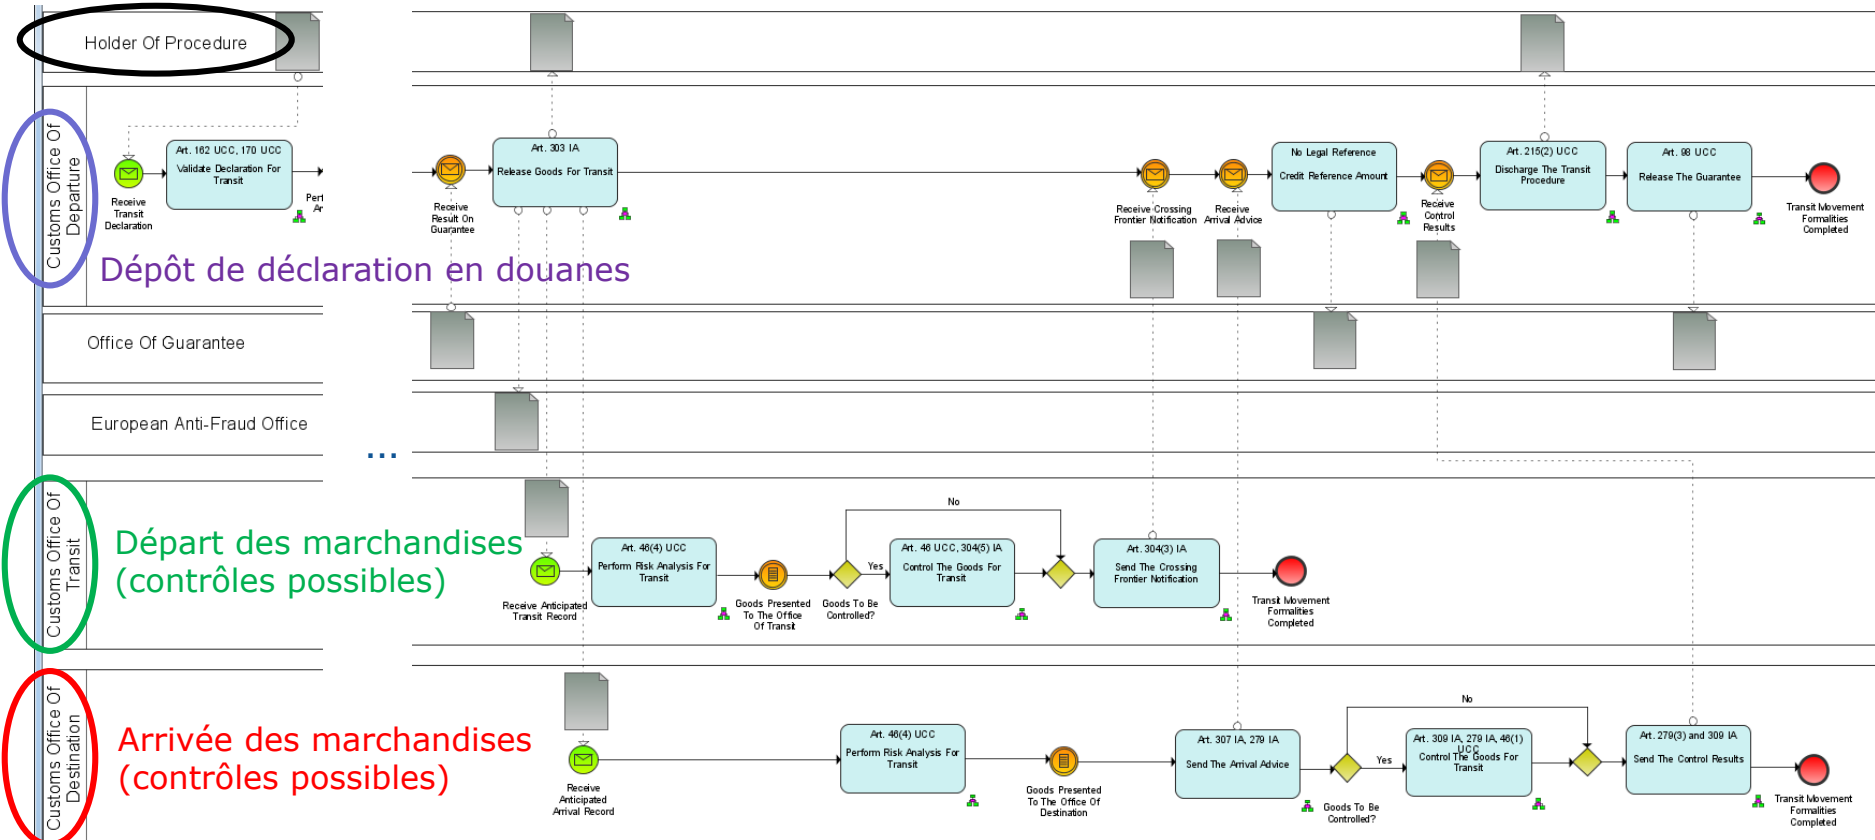 Holder Of Procedure
Customs Office Of
Departure
Receive
Transit
Declaration
Art. 162 UCC, 170 UCC
Validate Declaration For
Transit
Receive
Result On
Guarantee
Art. 303 IA
Release Goods For Transit
Receive Crossing
Frontier Notification
Receive
Arrival Advice
No Legal Reference
Credit Reference Amount
Receive
Control
Results
Art. 215(2) UCC
Discharge The Transit
Procedure
Art. 98 UCC
Release The Guarantee
Transit Movement
Formalities
Completed
Dépôt de déclaration en douanes
Office Of Guarantee
European Anti-Fraud Office
...
Customs Office Of
Transit
Départ des marchandises
(contrôles possibles)
Receive Anticipated
Transit Record
Art. 46(4) UCC
Perform Risk Analysis For
Transit
Goods Presented
To The Office
Of Transit
Goods To Be
Controlled?
No
Yes
Art. 46 UCC, 304(5) IA
Control The Goods For
Transit
Art. 304(3) IA
Send The Crossing
Frontier Notification
Transit Movement
Formalities
Completed
Customs Office Of
Destination
Arrivée des marchandises
(contrôles possibles)
Receive
Anticipated
Arrival Record
Art. 46(4) UCC
Perform Risk Analysis For
Transit
Goods Presented
To The Office Of
Destination
Art. 307 IA, 279 IA
Send The Arrival Advice
Goods To Be
Controlled?
No
Yes
Art. 309 IA, 279 IA, 46(1)
UCC
Control The Goods For
Transit
Art. 279(3) and 309 IA
Send The Control Results
Transit Movement
Formalities
Completed